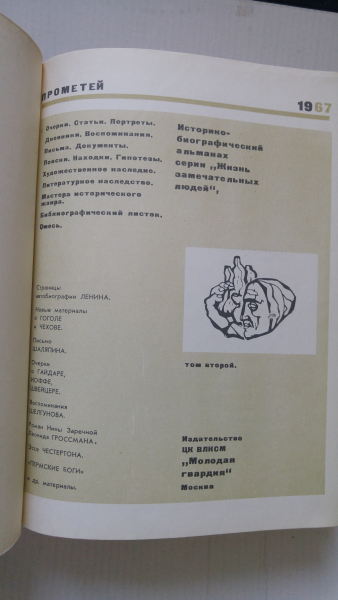 ПРОМЕТЕЙ
1967
Очерки. Статьи. Портреты.
Дневники. Воспоминания.
Письма. Документы.
Поиски. Находки. Гипотезы.
Художественное наследие.
Литературное наследство.
Мастера исторического
жанра.
Библиографический листок.
Смесь.
Историко-
биографический
альманах
серии „Жизнь
замечательных
людей",
Страницы
автобиографии ЛЕНИНА.
Новые материалы
о ГОГОЛЕ
и ЧЕХОВЕ.
Письмо
ШАЛЯПИНА.
Очерки
о ГАЙДАРЕ,
ИОФФЕ,
ШВЕЙЦЕРЕ.
Воспоминания
ШЕЛГУНОВА.
Роман Нины Заречной
Леонида ГРОССМАНА.
Эссе ЧЕСТЕРТОНА.
«ПЕРМСКИЕ БОГИ»
и др. материалы.
том второй.
Издательство
ЦК ВЛКСМ
„Молодая
гвардия"
Москва